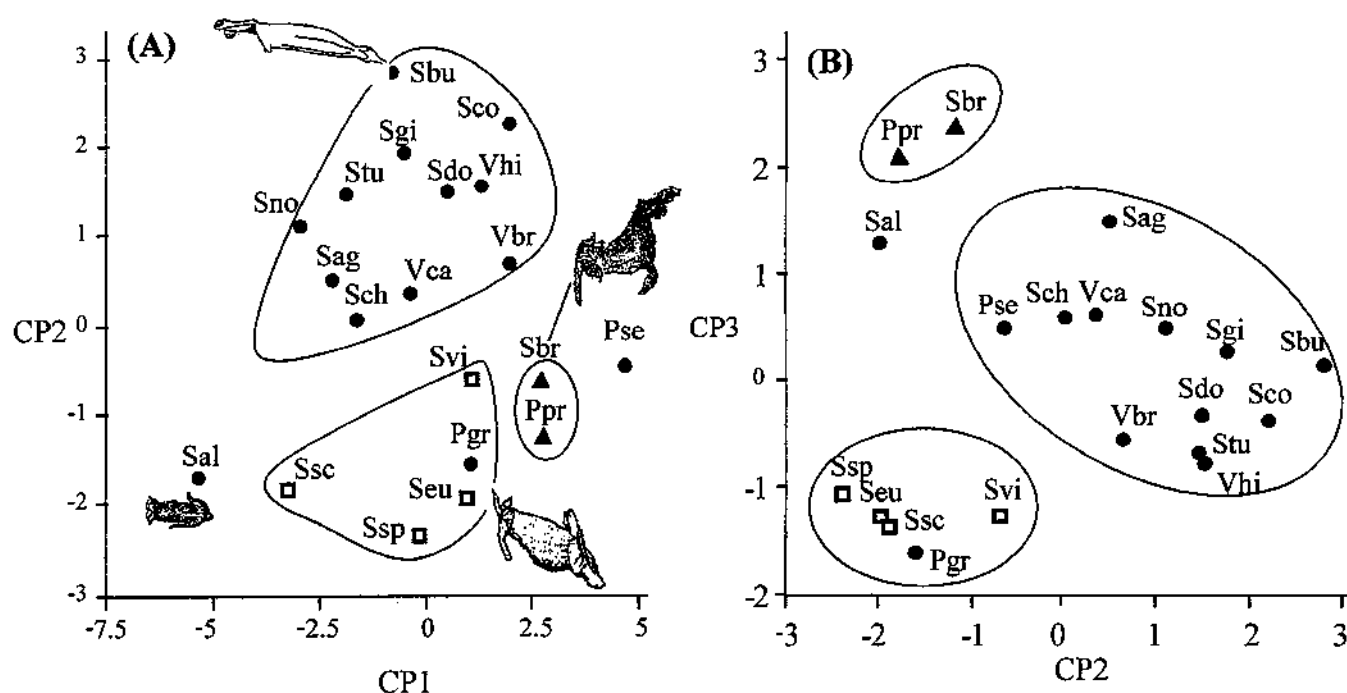 (A)
3
2
1
0
-1
-2
-3
CP2
Sbu
Sco
Sgi
Stu
Sdo
Vhi
Sno
Vbr
Sag
Vca
Sch
Pse
Svi
Sbr
Ppr
Pgr
Sal
Ssc
Seu
Ssp
-7.5
-5
-2.5
0
2.5
5
CP1
(B)
3
2
1
0
-1
-2
CP3
Sbr
Ppr
Sal
Sag
Pse
Sch
Vca
Sno
Sgi
Sbu
Sdo
Sco
Vbr
Stu
Vhi
Ssp
Seu
Svi
Ssc
Pgr
-3
-2
-1
0
1
2
3
CP2